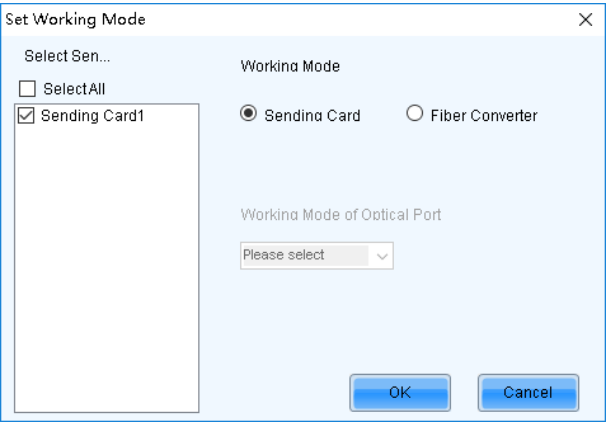 Set Working Mode
Select Sen...
Working Mode
SelectAll
Sending Card1
Sending Card
Fiber Converter
Working Mode of Optical Port
Please select
OK
Cancel